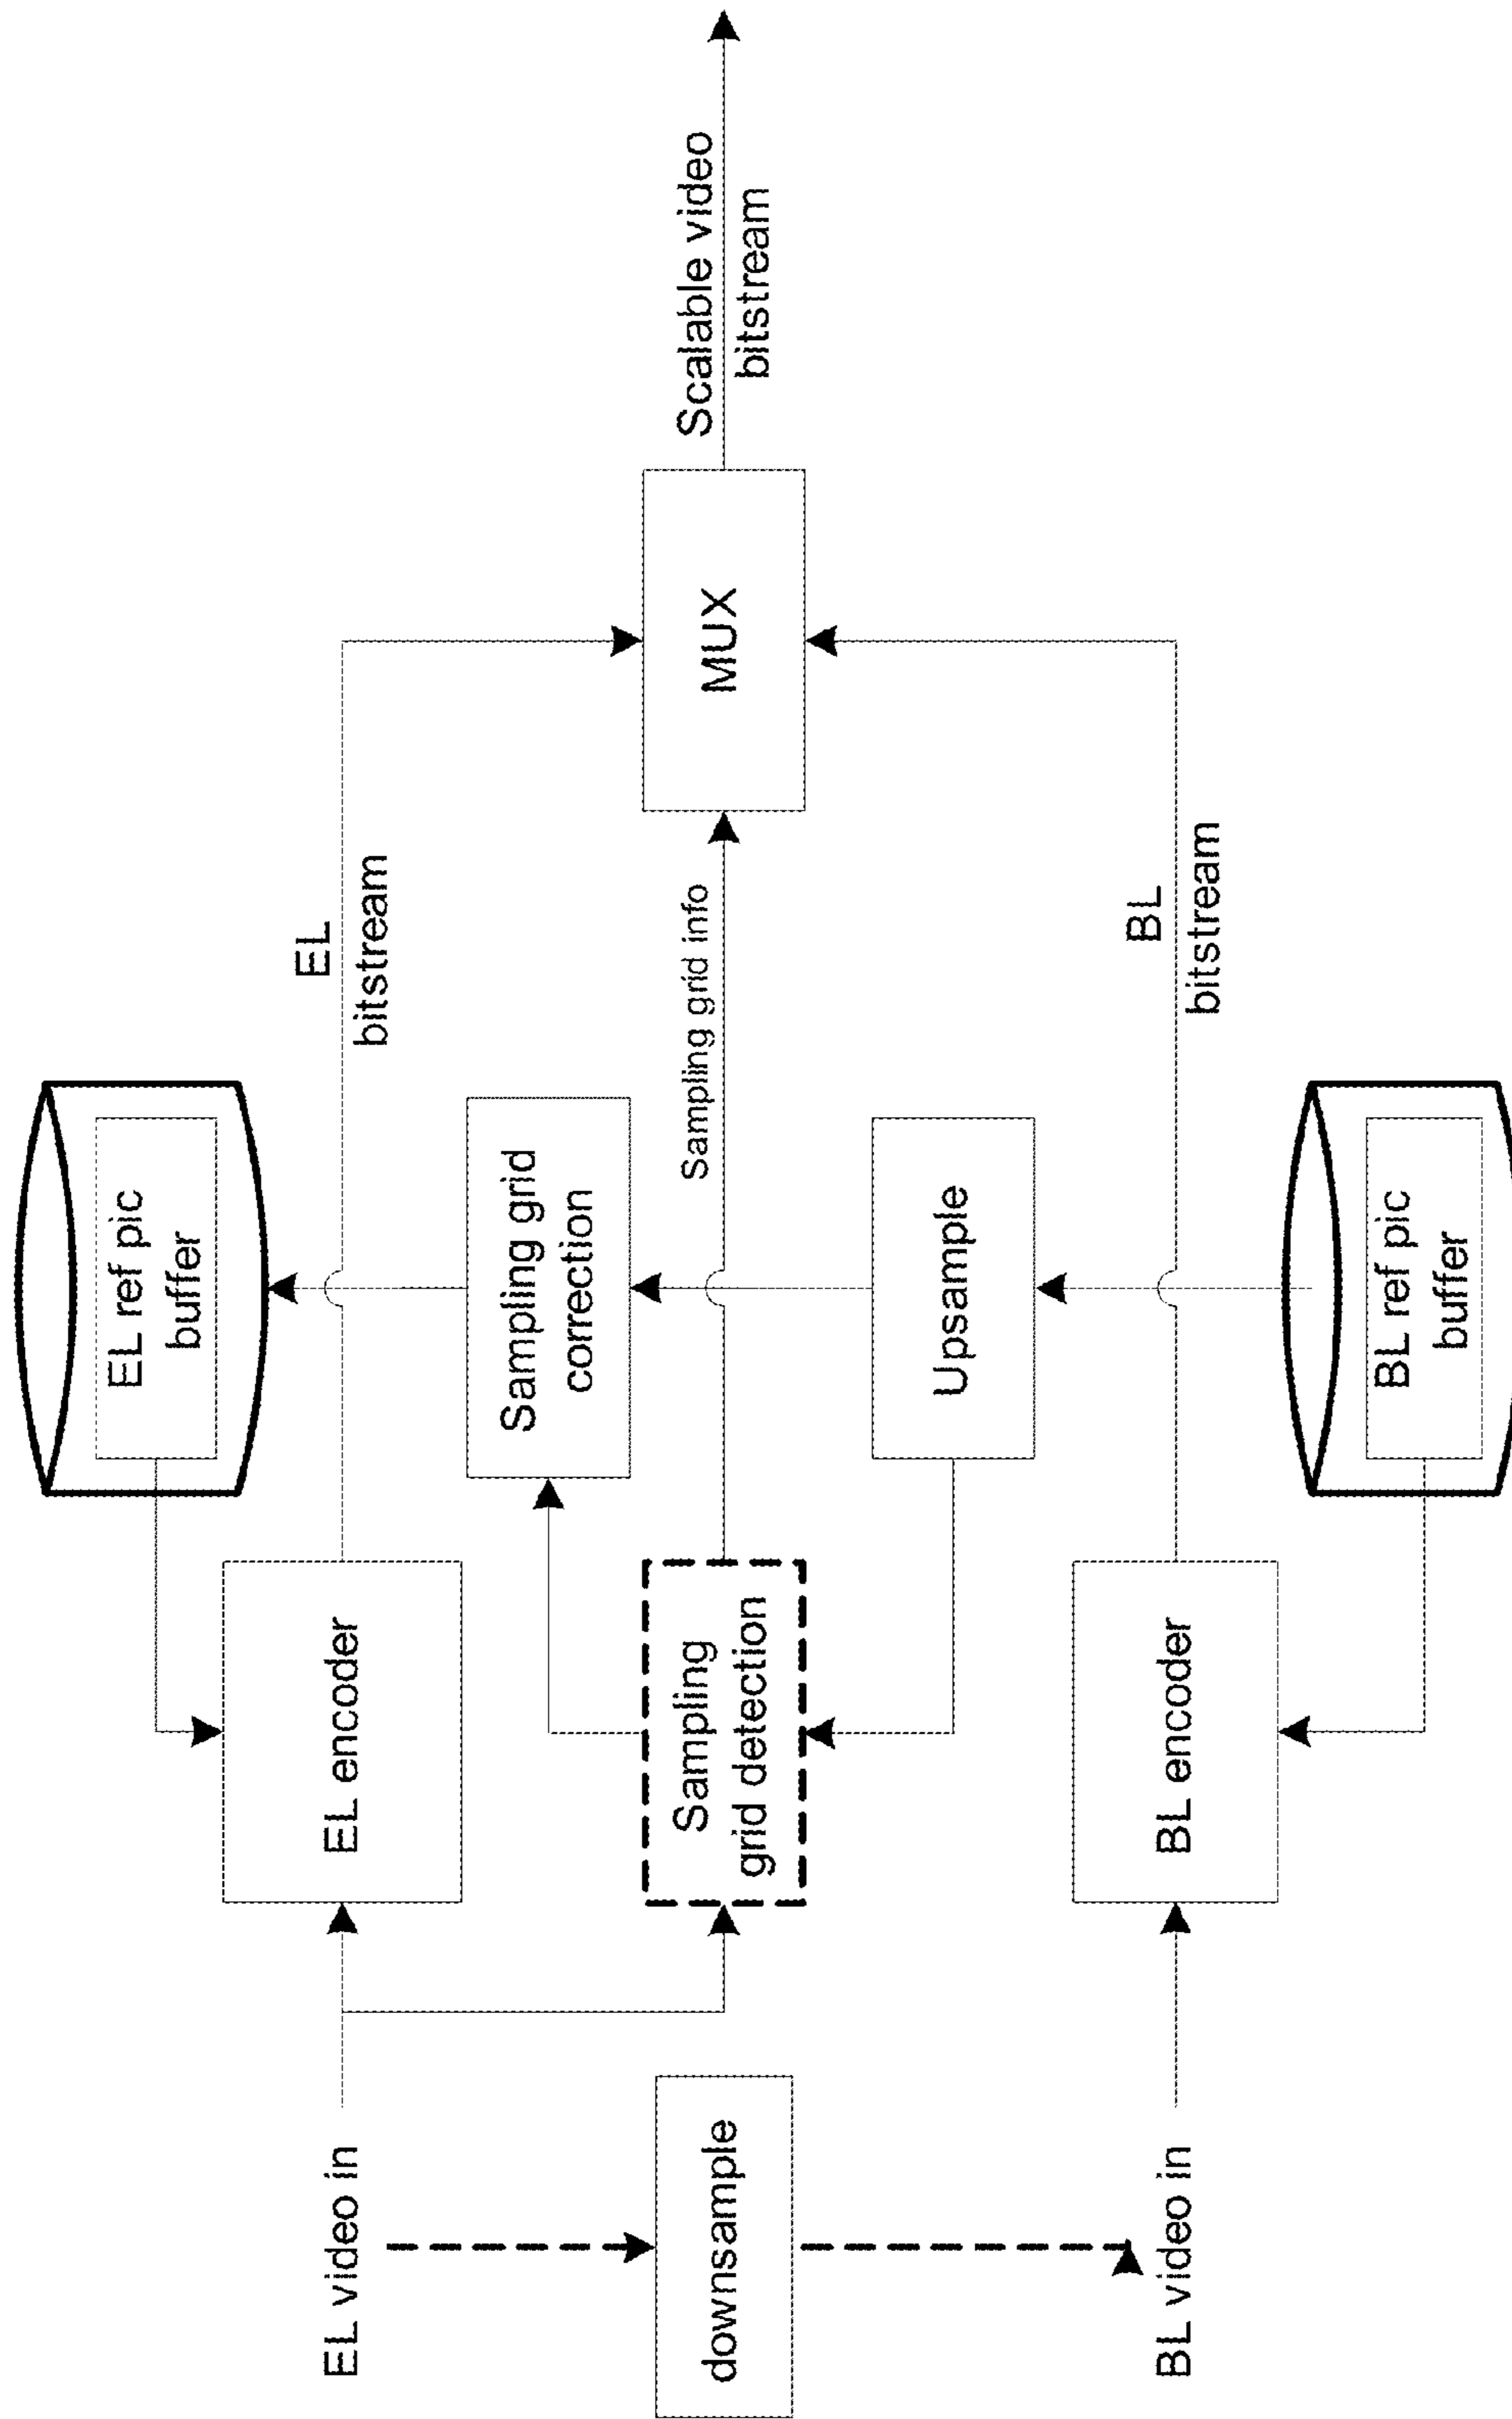 EL video in
downsample
BL video in
EL encoder
Sampling
grid detection
BL encoder
EL ref pic
buffer
Sampling grid
correction
Upsample
BL ref pic
buffer
EL
bitstream
Sampling grid info
BL
bitstream
MUX
Scalable video
bitstream